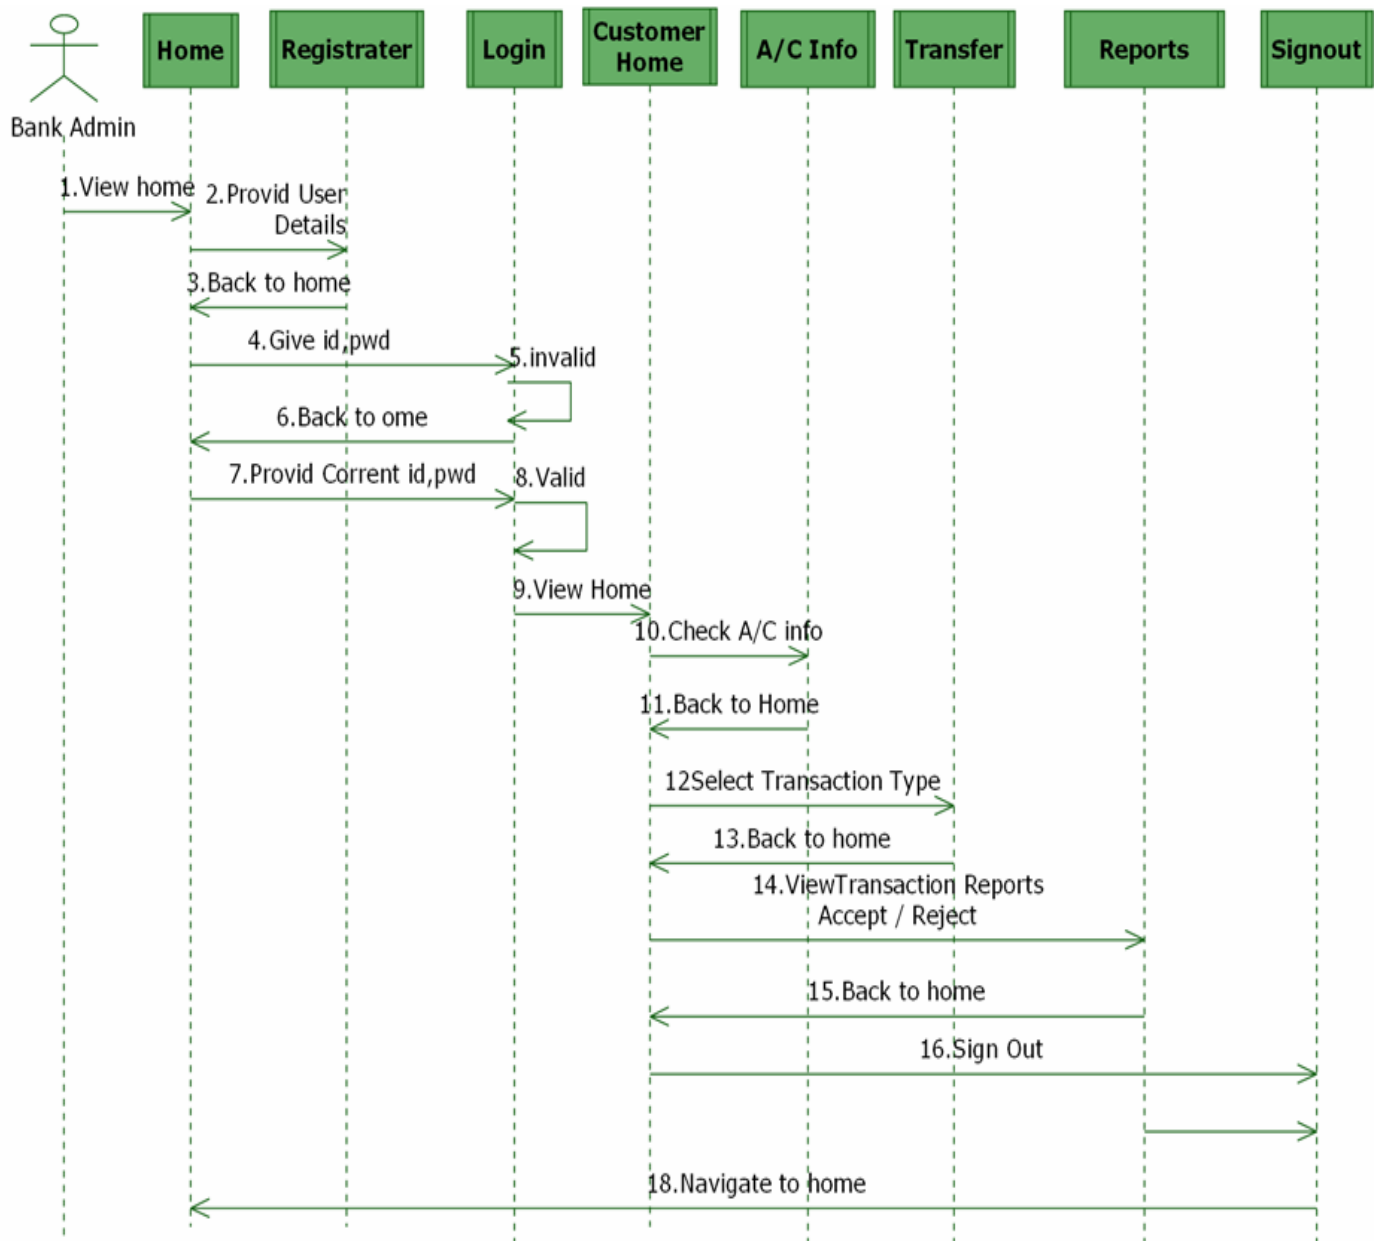 Home
Registrater
Login
Customer
Home
A/C Info
Transfer
Reports
Signout
Bank Admin
1.View home
2.Provid User
Details
3.Back to home
4.Give id,pwd
5.invalid
6.Back to ome
7.Provid Corrent id,pwd
8.Valid
9.View Home
10.Check A/C info
11.Back to Home
12Select Transaction Type
13.Back to home
14.ViewTransaction Reports
Accept / Reject
15.Back to home
16.Sign Out
18.Navigate to home